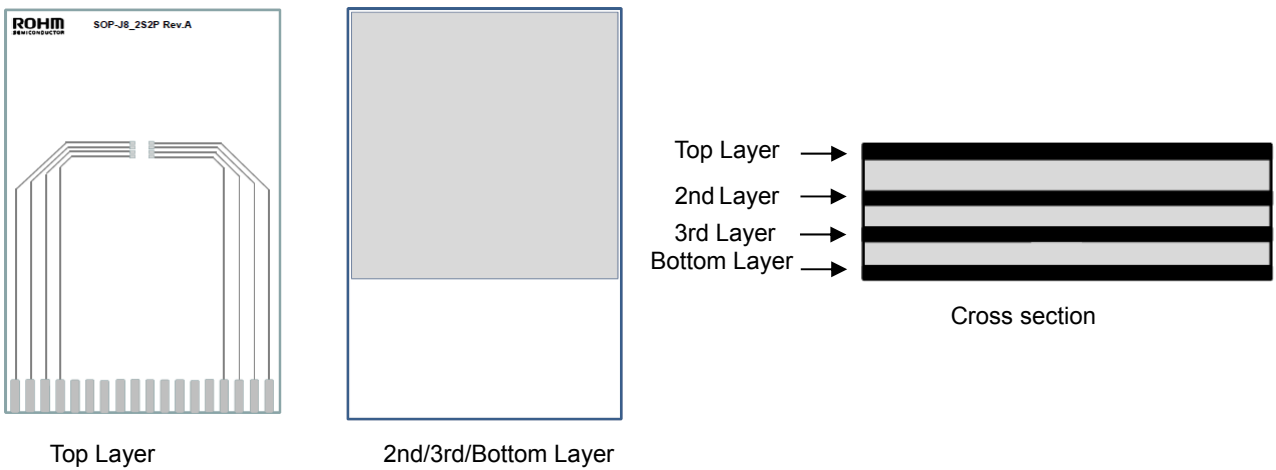 ROHM
SEMICONDUCTOR
SOP-J8_2S2P Rev.A
Top Layer
2nd/3rd/Bottom Layer
Top Layer
2nd Layer
3rd Layer
Bottom Layer
Cross section